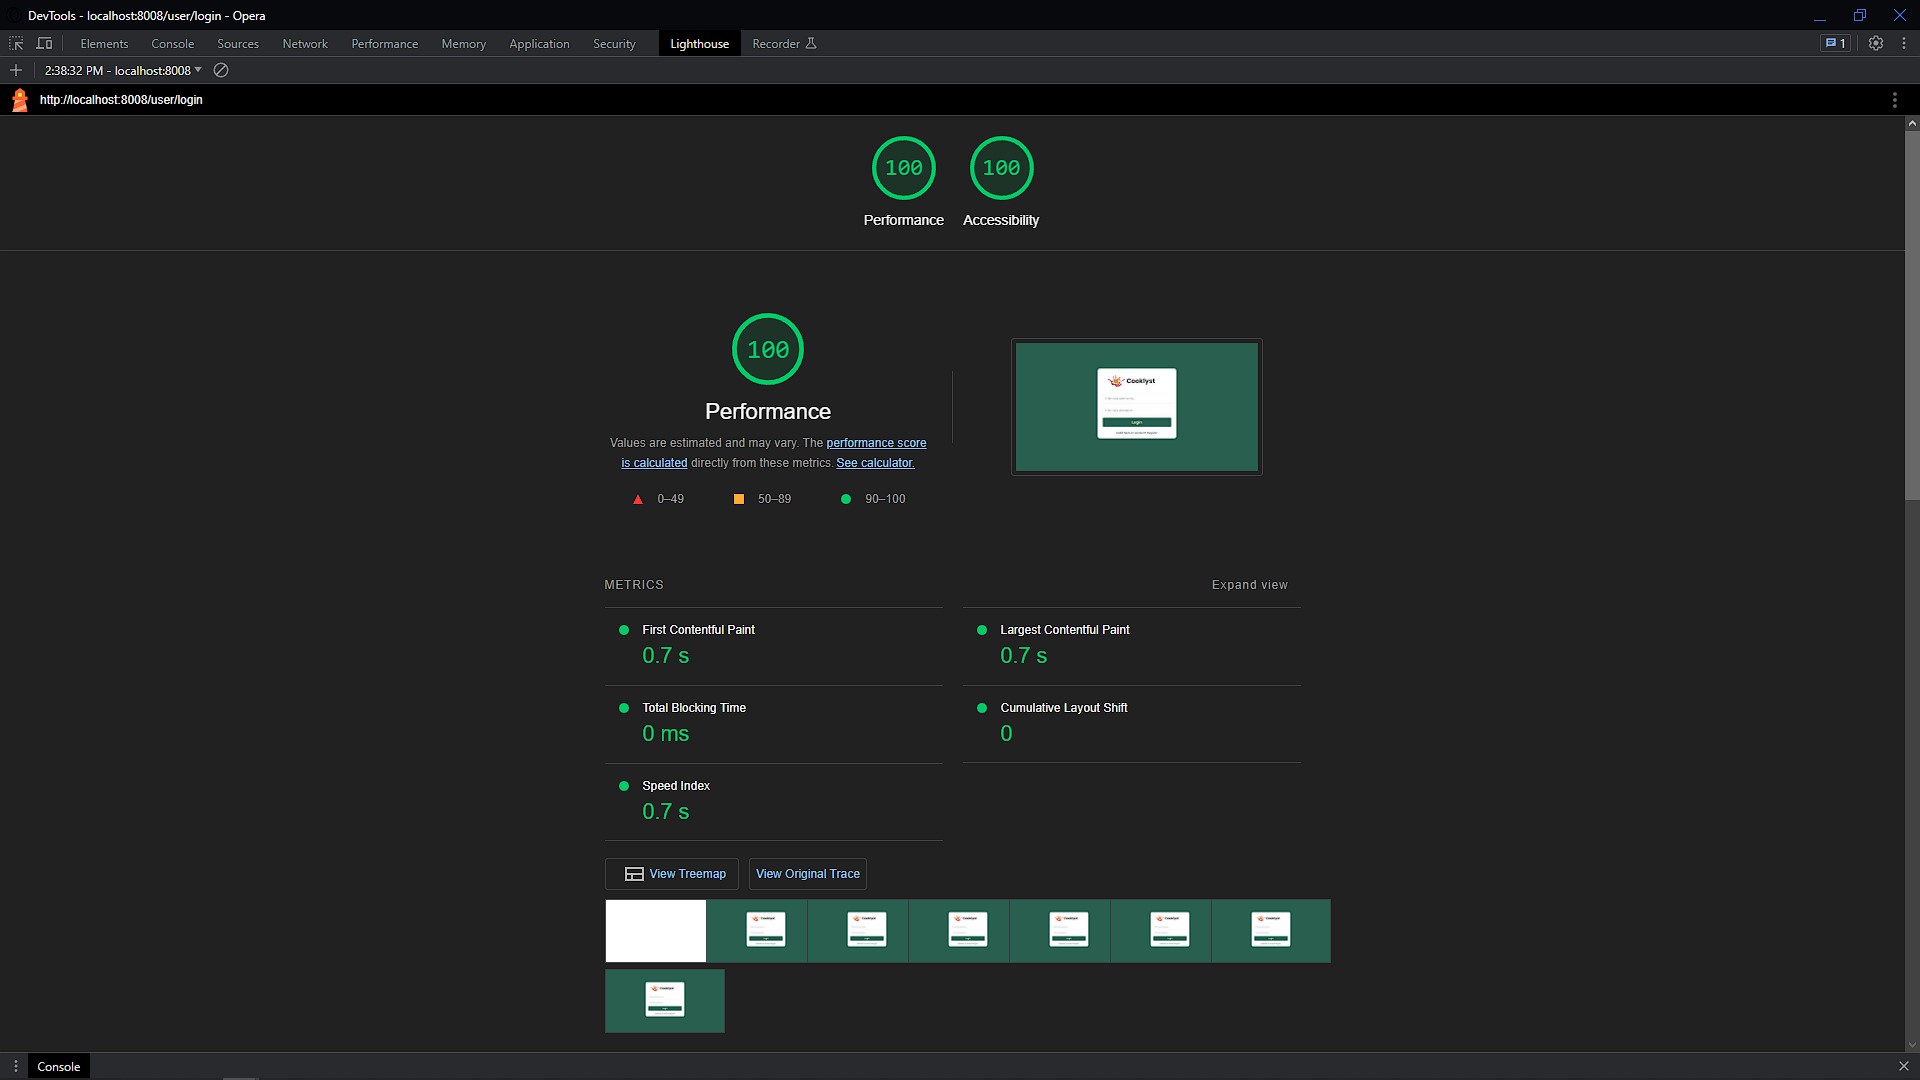 DevTools - localhost:8008/user/login - Opera
Elements Console Sources Network Performance Memory Application Security Lighthouse Recorder 1
2:38:32 PM - localhost:8008
http://localhost:8008/user/login
100 100
Performance Accessibility
100
Performance
Values are estimated and may vary. The performance score
is calculated directly from these metrics. See calculator.
0–49 50–89 90–100
Cooklyst
Login
METRICS Expand view
First Contentful Paint
0.7 s
Largest Contentful Paint
0.7 s
Total Blocking Time
0 ms
Cumulative Layout Shift
0
Speed Index
0.7 s
View Treemap View Original Trace
Console